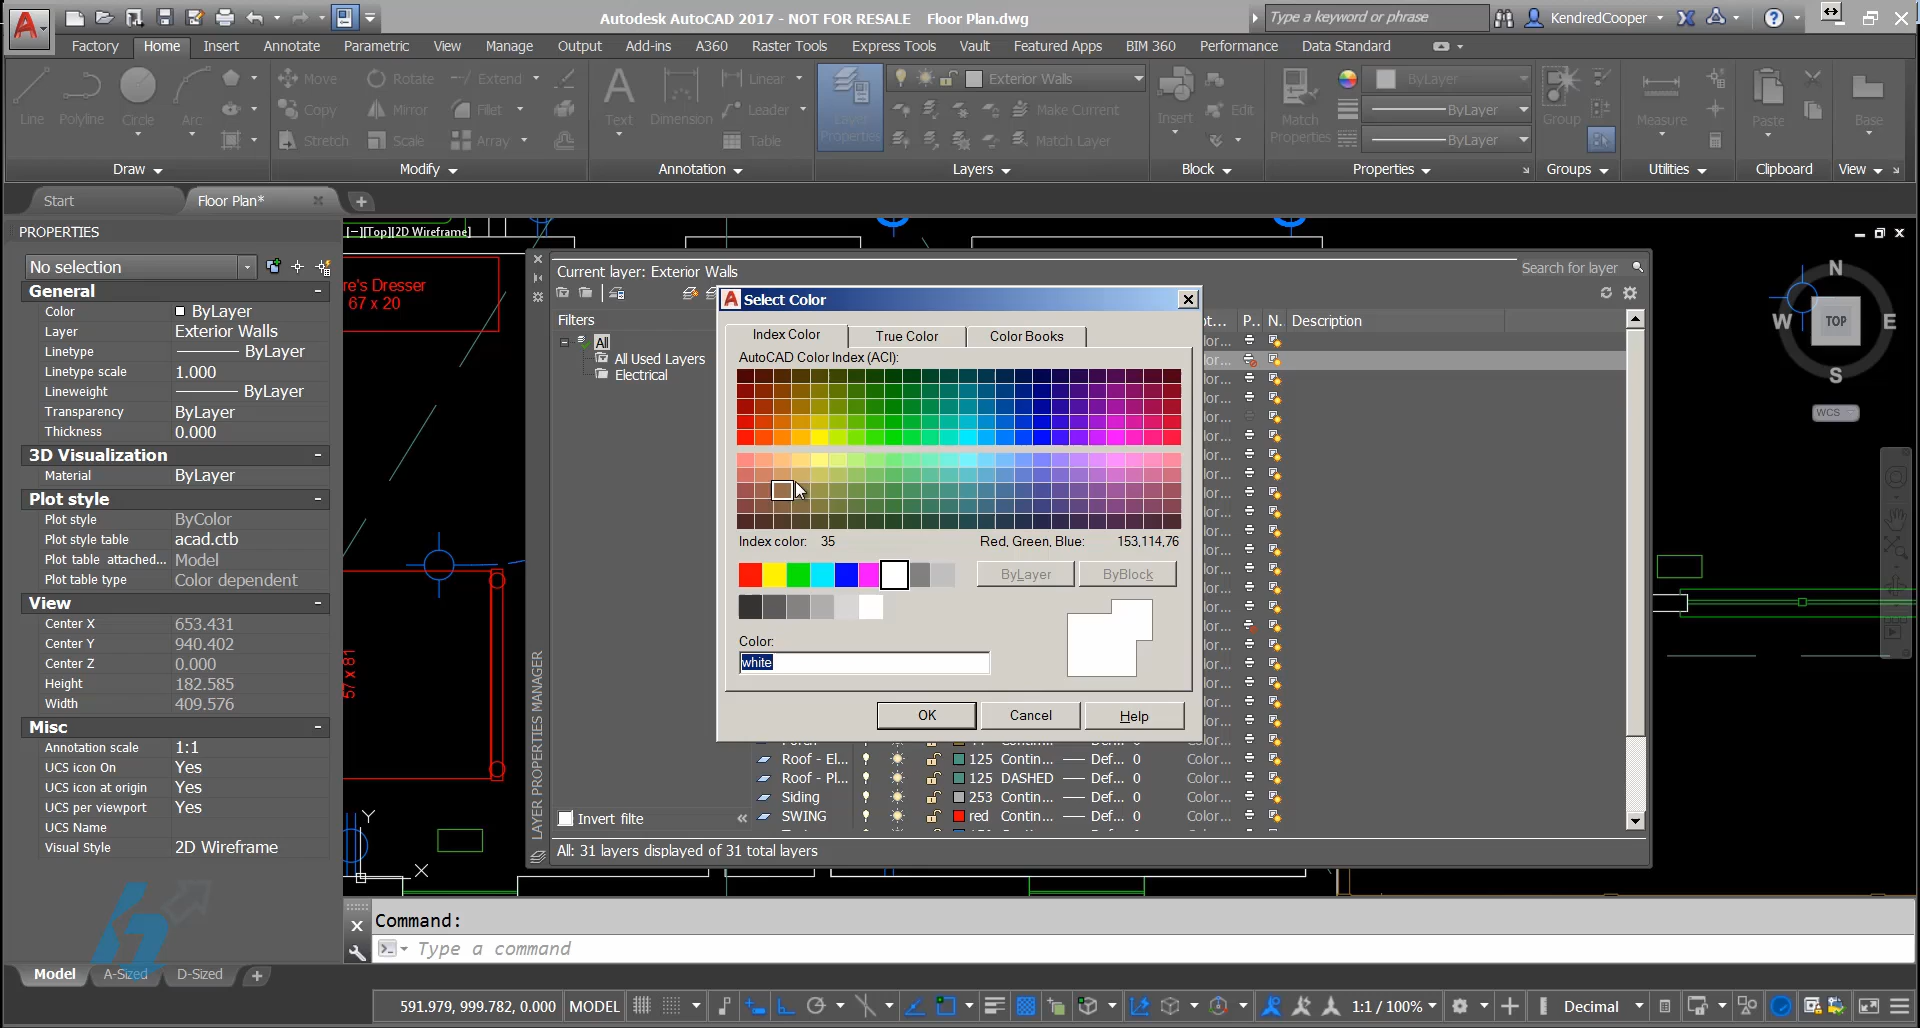 Autodesk AutoCAD 2017 - NOT FOR RESALE Floor Plan.dwg
Type a keyword or phrase
KendredCooper
Factory Home Insert Annotate Parametric View Manage Output Add-ins A360 Raster Tools Express Tools Vault Featured Apps BIM 360 Performance Data Standard
Line Polyline Circle Arc
Move Rotate Extend
Copy Mirror Fillet
Stretch Scale Array
Text Dimension
Linear
Leader
Table
Layer
Properties
Exterior Walls
Make Current
Match Layer
Insert
Edit
Match
Properties
ByLayer
ByLayer
ByLayer
Group Measure Paste Base
Draw Modify Annotation Layers Block Properties Groups Utilities Clipboard View
Start Floor Plan*
PROPERTIES
No selection
General
Color ByLayer
Layer Exterior Walls
Linetype ByLayer
Linetype scale 1.000
Lineweight ByLayer
Transparency ByLayer
Thickness 0.000
3D Visualization
Material ByLayer
Plot style
Plot style ByColor
Plot style table acad.ctb
Plot table attached... Model
Plot table type Color dependent
View
Center X 653.431
Center Y 940.402
Center Z 0.000
Height 182.585
Width 409.576
Misc
Annotation scale 1:1
UCS icon On Yes
UCS icon at origin Yes
UCS per viewport Yes
UCS Name
Visual Style 2D Wireframe
[−][Top][2D Wireframe]
re's Dresser
67 x 20
57 x 81
Y
X
N
W TOP E
S
WCS
Current layer: Exterior Walls
Search for layer
Filters
All
All Used Layers
Electrical
Invert filte
LAYER PROPERTIES MANAGER
P.. N. Description
Select Color
Index Color True Color Color Books
AutoCAD Color Index (ACI):
Index color: 35 Red, Green, Blue: 153,114,76
ByLayer ByBlock
Color:
white
OK Cancel Help
Roof - El... 125 Contin... Def... 0 Color...
Roof - Pl... 125 DASHED Def... 0 Color...
Siding 253 Contin... Def... 0 Color...
SWING red Contin... Def... 0 Color...
All: 31 layers displayed of 31 total layers
Command:
Type a command
Model A-Sized D-Sized
591.979, 999.782, 0.000 MODEL 1:1 / 100% Decimal